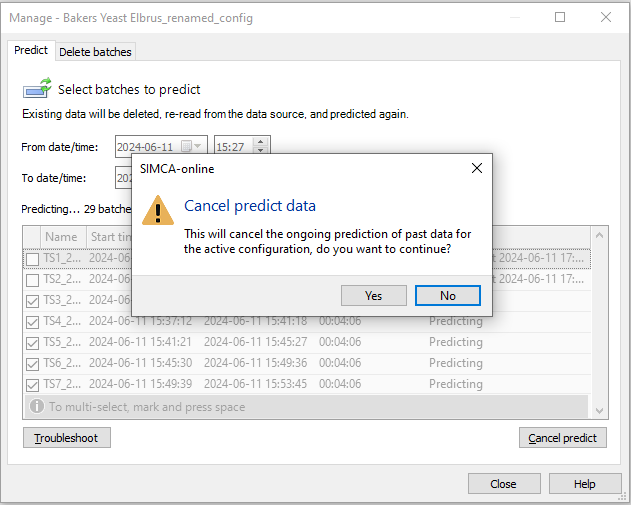 Manage - Bakers Yeast Elbrus_renamed_config
Predict Delete batches
Select batches to predict
Existing data will be deleted, re-read from the data source, and predicted again.
From date/time: 2024-06-11 15:27
To date/time:
SIMCA-online
Cancel predict data
This will cancel the ongoing prediction of past data for
the active configuration, do you want to continue?
Yes No
Predicting... 29 batche
Name Start tim
TS1_2... 2024-06- 2024-06-11 17:...
TS2_2... 2024-06- 2024-06-11 17:...
TS3_2... 2024-06-
TS4_2... 2024-06-11 15:37:12 2024-06-11 15:41:18 00:04:06 Predicting
TS5_2... 2024-06-11 15:41:21 2024-06-11 15:45:27 00:04:06 Predicting
TS6_2... 2024-06-11 15:45:30 2024-06-11 15:49:36 00:04:06 Predicting
TS7_2... 2024-06-11 15:49:39 2024-06-11 15:53:45 00:04:06 Predicting
To multi-select, mark and press space
Troubleshoot Cancel predict
Close Help